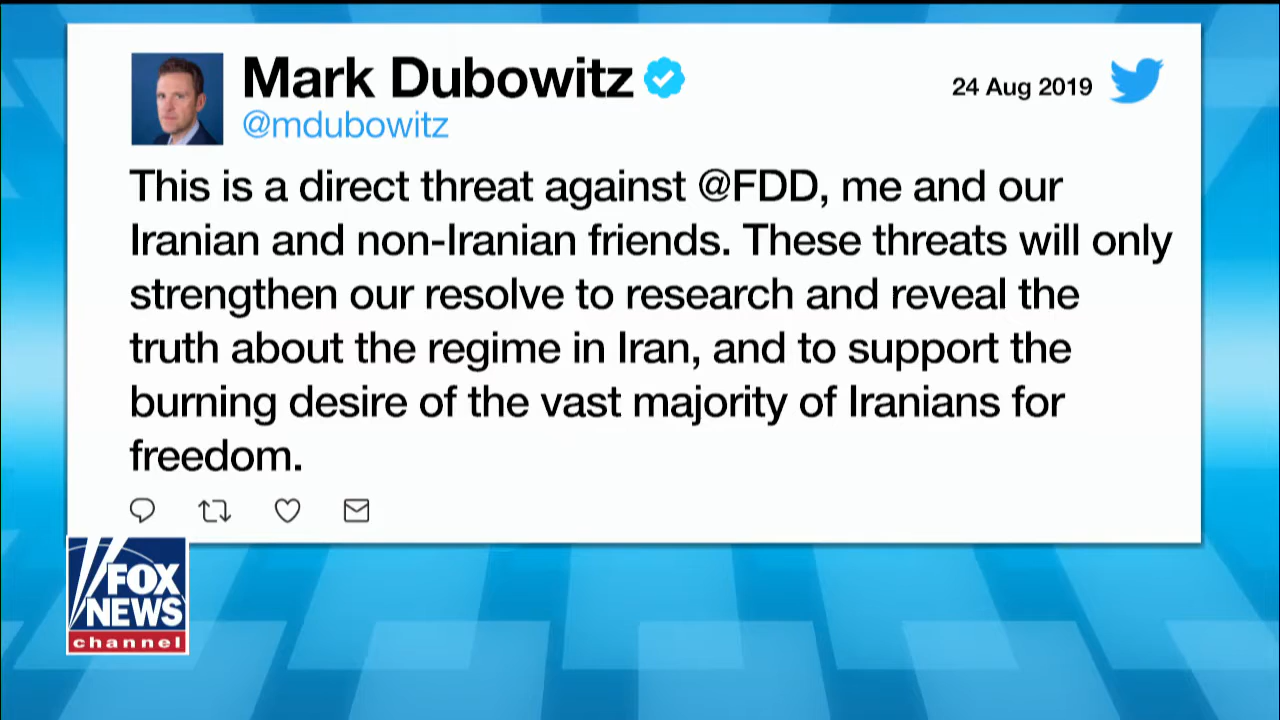 Mark Dubowitz
@mdubowitz
24 Aug 2019
This is a direct threat against @FDD, me and our
Iranian and non-Iranian friends. These threats will only
strengthen our resolve to research and reveal the
truth about the regime in Iran, and to support the
burning desire of the vast majority of Iranians for
freedom.
FOX
NEWS
channel